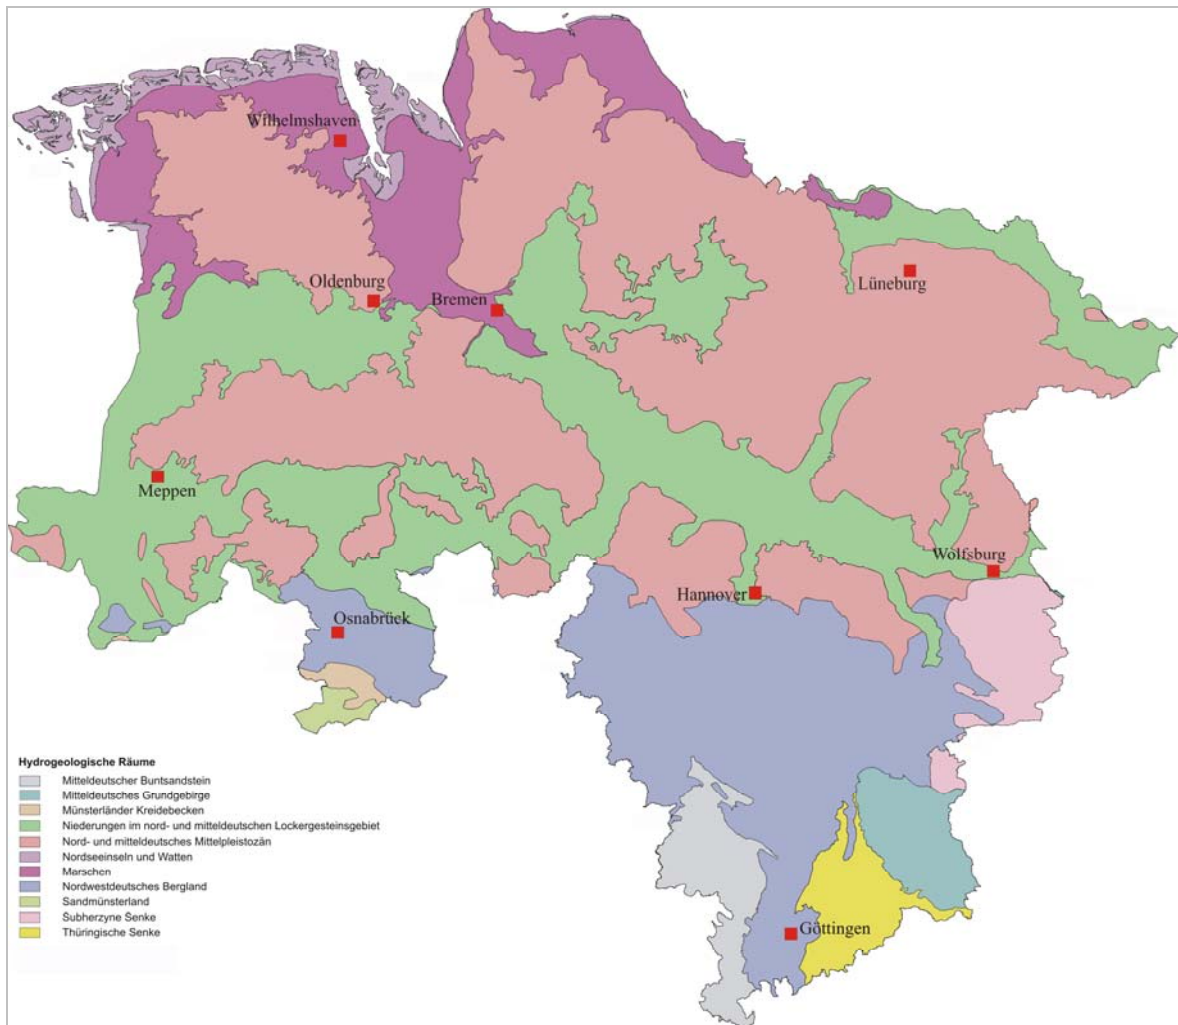 Wilhelmshaven
Oldenburg
Bremen
Lüneburg
Meppen
Wolfsburg
Hannover
Osnabrück
Göttingen
Hydrogeologische Räume
Mitteldeutscher Buntsandstein
Mitteldeutsches Grundgebirge
Münsterländer Kreidebecken
Niederungen im nord- und mitteldeutschen Lockergesteinsgebiet
Nord- und mitteldeutsches Mittelpleistozän
Nordseeinseln und Watten
Marschen
Nordwestdeutsches Bergland
Sandmünsterland
Subherzyne Senke
Thüringische Senke